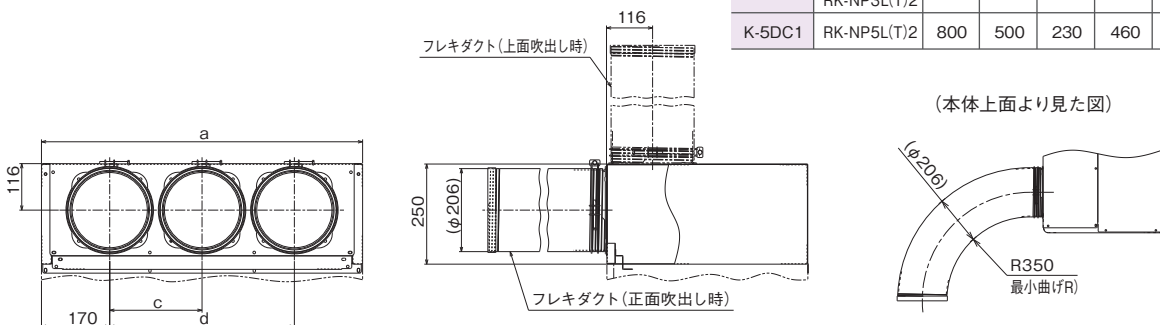 RK-NP3L(T)2
K-5DC1 RK-NP5L(T)2 800 500 230 460
116
フレキダクト(上面吹出し時)
(本体上面より見た図)
a
116
250
(φ206)
(φ206)
R350
最小曲げR)
フレキダクト(正面吹出し時)
c
170
d